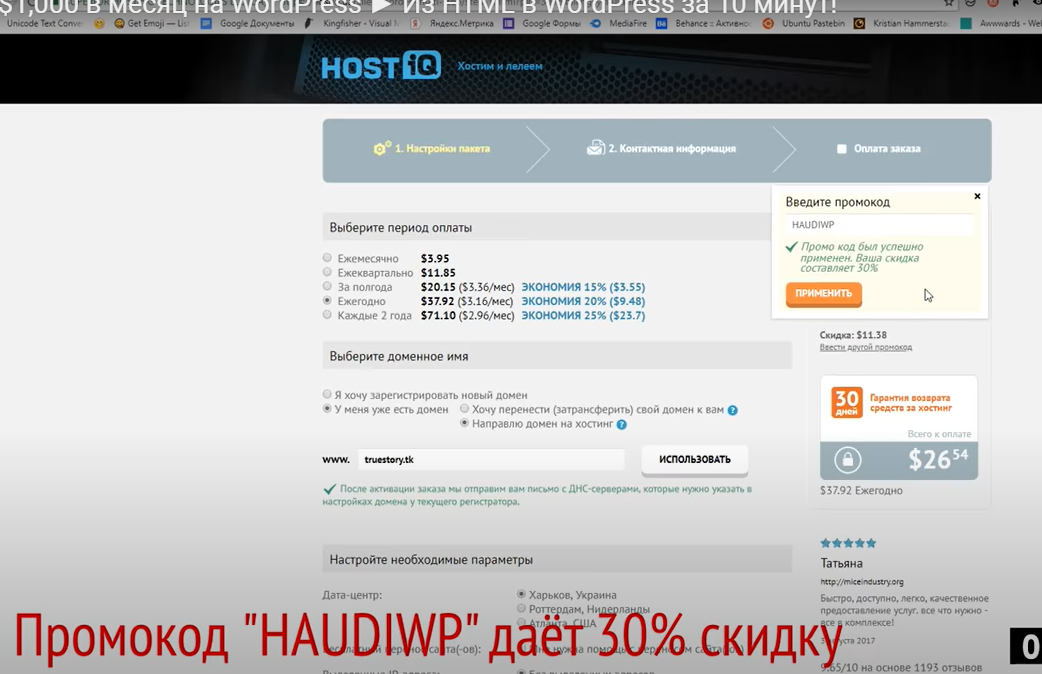 $1,000 в месяц на WordPress ► Из HTML в WordPress за 10 минут!
Unicode Text Conve Get Emoji — Lis Google Документы Kingfisher - Visual Яндекс.Метрика Google Формы MediaFire Behance :: Активно Ubuntu Pastebin Kristian Hammersta Awwwards - We
HOST iQ Хостим и лелеем
1. Настройки пакета 2. Контактная информация Оплата заказа
Введите промокод ×
HAUDIWP
Промо код был успешно
применен. Ваша скидка
составляет 30%
ПРИМЕНИТЬ
Выберите период оплаты
Ежемесячно $3.95
Ежеквартально $11.85
За полгода $20.15 ($3.36/мес) ЭКОНОМИЯ 15% ($3.55)
Ежегодно $37.92 ($3.16/мес) ЭКОНОМИЯ 20% ($9.48)
Каждые 2 года $71.10 ($2.96/мес) ЭКОНОМИЯ 25% ($23.7)
Скидка: $11.38
Ввести другой промокод
Выберите доменное имя
Я хочу зарегистрировать новый домен
У меня уже есть домен Хочу перенести (затрансферить) свой домен к вам ?
Направлю домен на хостинг ?
www. truestory.tk ИСПОЛЬЗОВАТЬ
После активации заказа мы отправим вам письмо с ДНС-серверами, которые нужно указать в
настройках домена у текущего регистратора.
30 дней
Гарантия возврата
средств за хостинг
Всего к оплате
$26 54
$37.92 Ежегодно
Татьяна
http://miceindustry.org
Быстро, доступно, легко, качественное
предоставление услуг. все что нужно -
все в комплексе!
августа 2017
9.65/10 на основе 1193 отзывов
Настройте необходимые параметры
Дата-центр: Харьков, Украина
Роттердам, Нидерланды
Атланта, США
Промокод "HAUDIWP" даёт 30% скидку
Бесплатный перенос сайта(-ов): Мне нужна помощь с переносом сайта(-ов)
Выделенные IP-адреса: Без выделенных адресов
0